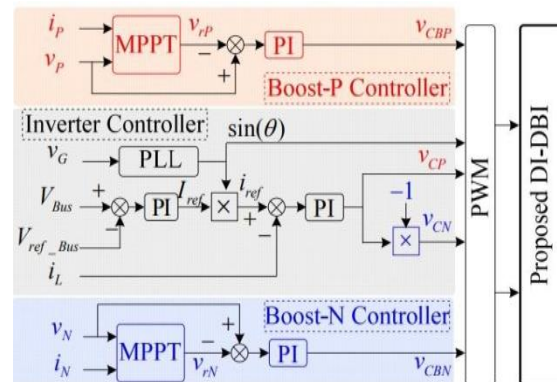 i_P
v_P
MPPT
v_rP
−
+
PI
v_CBP
Boost-P Controller
Inverter Controller
sin(θ)
v_G
PLL
v_CP
V_Bus
+
−
PI
I_ref
×
i_ref
+
−
PI
−1
×
v_CN
V_ref_Bus
i_L
Boost-N Controller
v_N
i_N
MPPT
−
v_rN
+
PI
v_CBN
PWM
Proposed DI-DBI